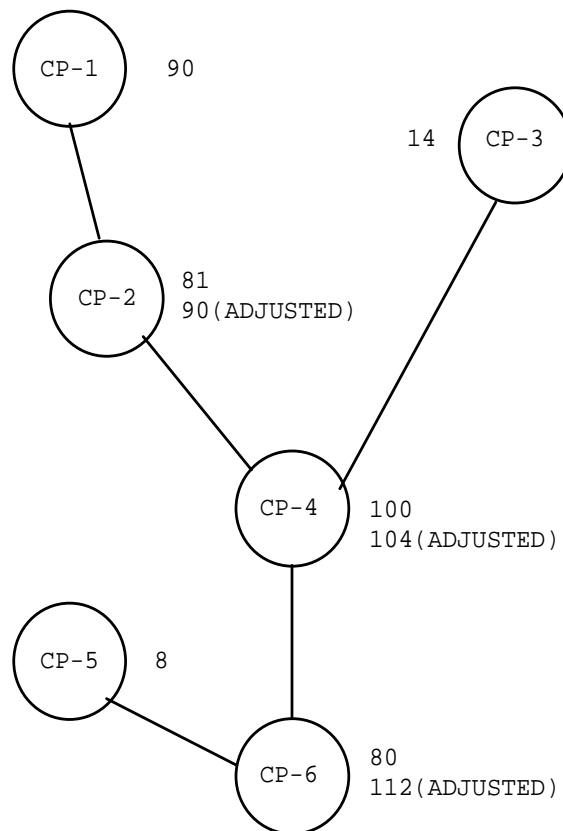 CP-1 90
14 CP-3
CP-2
81
90(ADJUSTED)
CP-4
100
104(ADJUSTED)
CP-5 8
CP-6
80
112(ADJUSTED)